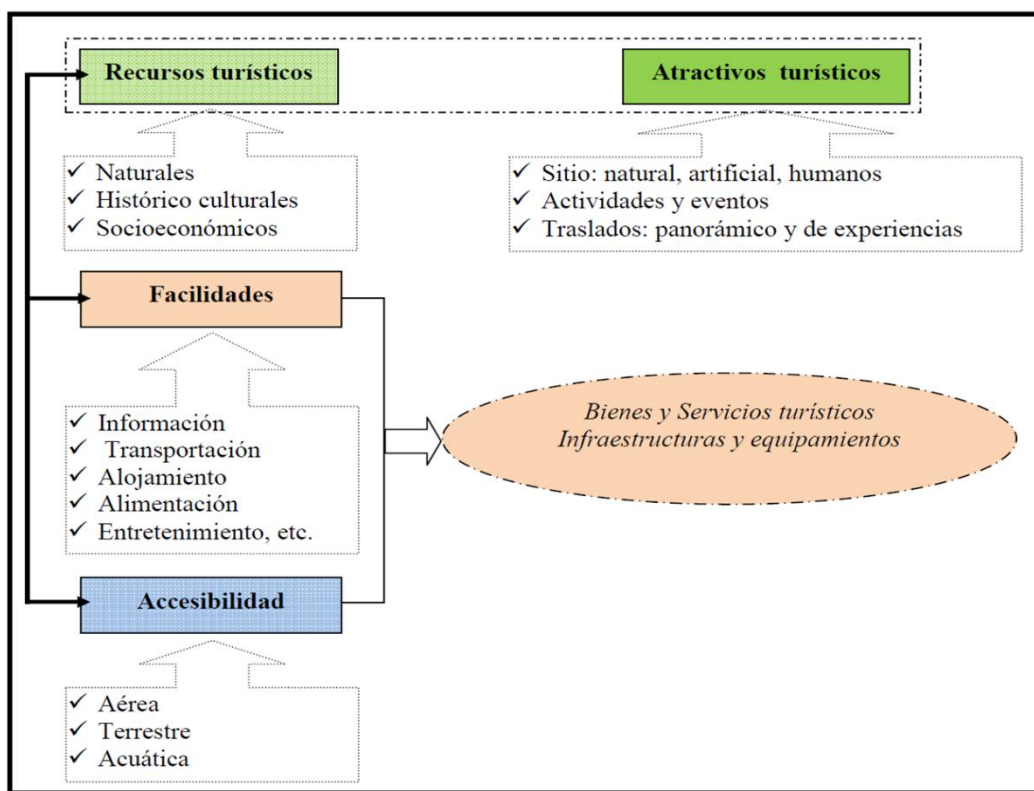 Recursos turísticos
Atractivos turísticos
Naturales
Histórico culturales
Socioeconómicos
Sitio: natural, artificial, humanos
Actividades y eventos
Traslados: panorámico y de experiencias
Facilidades
Información
Transportación
Alojamiento
Alimentación
Entretenimiento, etc.
Bienes y Servicios turísticos
Infraestructuras y equipamientos
Accesibilidad
Aérea
Terrestre
Acuática